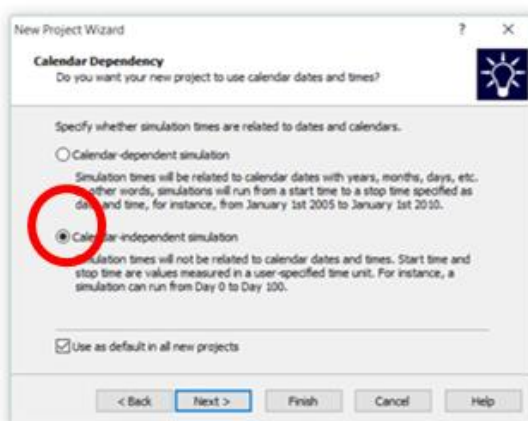 New Project Wizard
?
Calendar Dependency
Do you want your new project to use calendar dates and times?
Specify whether simulation times are related to dates and calendars.
Calendar-dependent simulation
Simulation times will be related to calendar dates with years, months, days, etc.
other words, simulations will run from a start time to a stop time specified as
and time, for instance, from January 1st 2005 to January 1st 2010.
Calendar-independent simulation
Simulation times will not be related to calendar dates and times. Start time and
stop time are values measured in a user-specified time unit. For instance, a
simulation can run from Day 0 to Day 100.
Use as default in all new projects
< Back Next > Finish Cancel Help